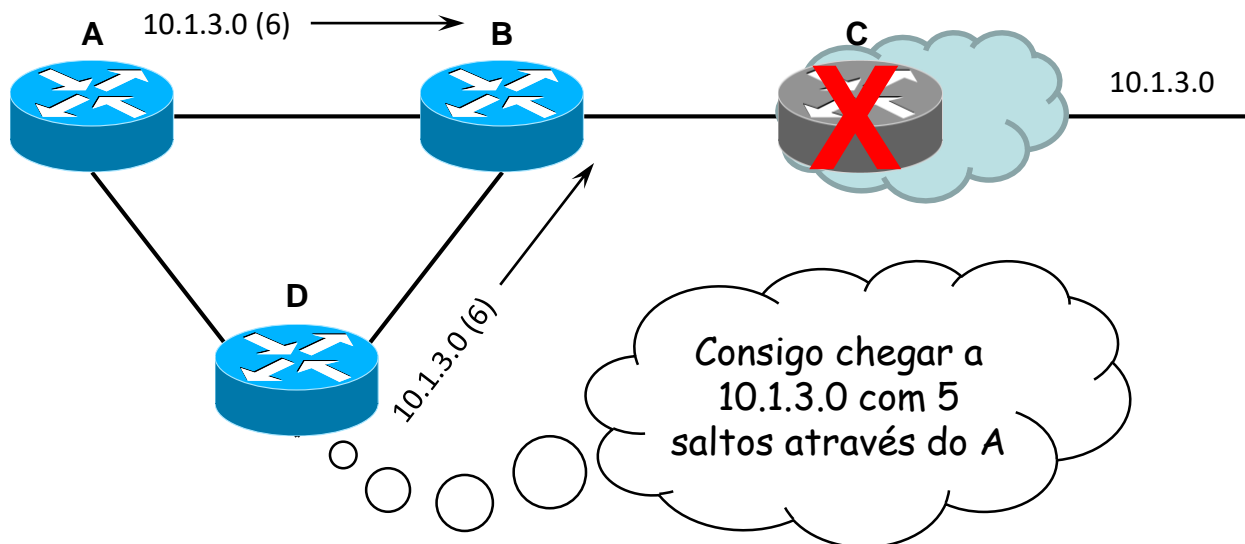 10.1.3.0 (6)
A
B
C
10.1.3.0
D
10.1.3.0 (6)
Consigo chegar a
10.1.3.0 com 5
saltos através do A